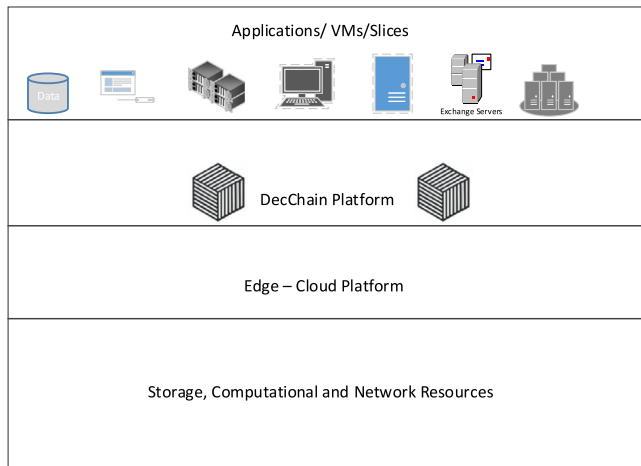 Applications/ VMs/Slices
Data
Exchange Servers
DecChain Platform
Edge – Cloud Platform
Storage, Computational and Network Resources